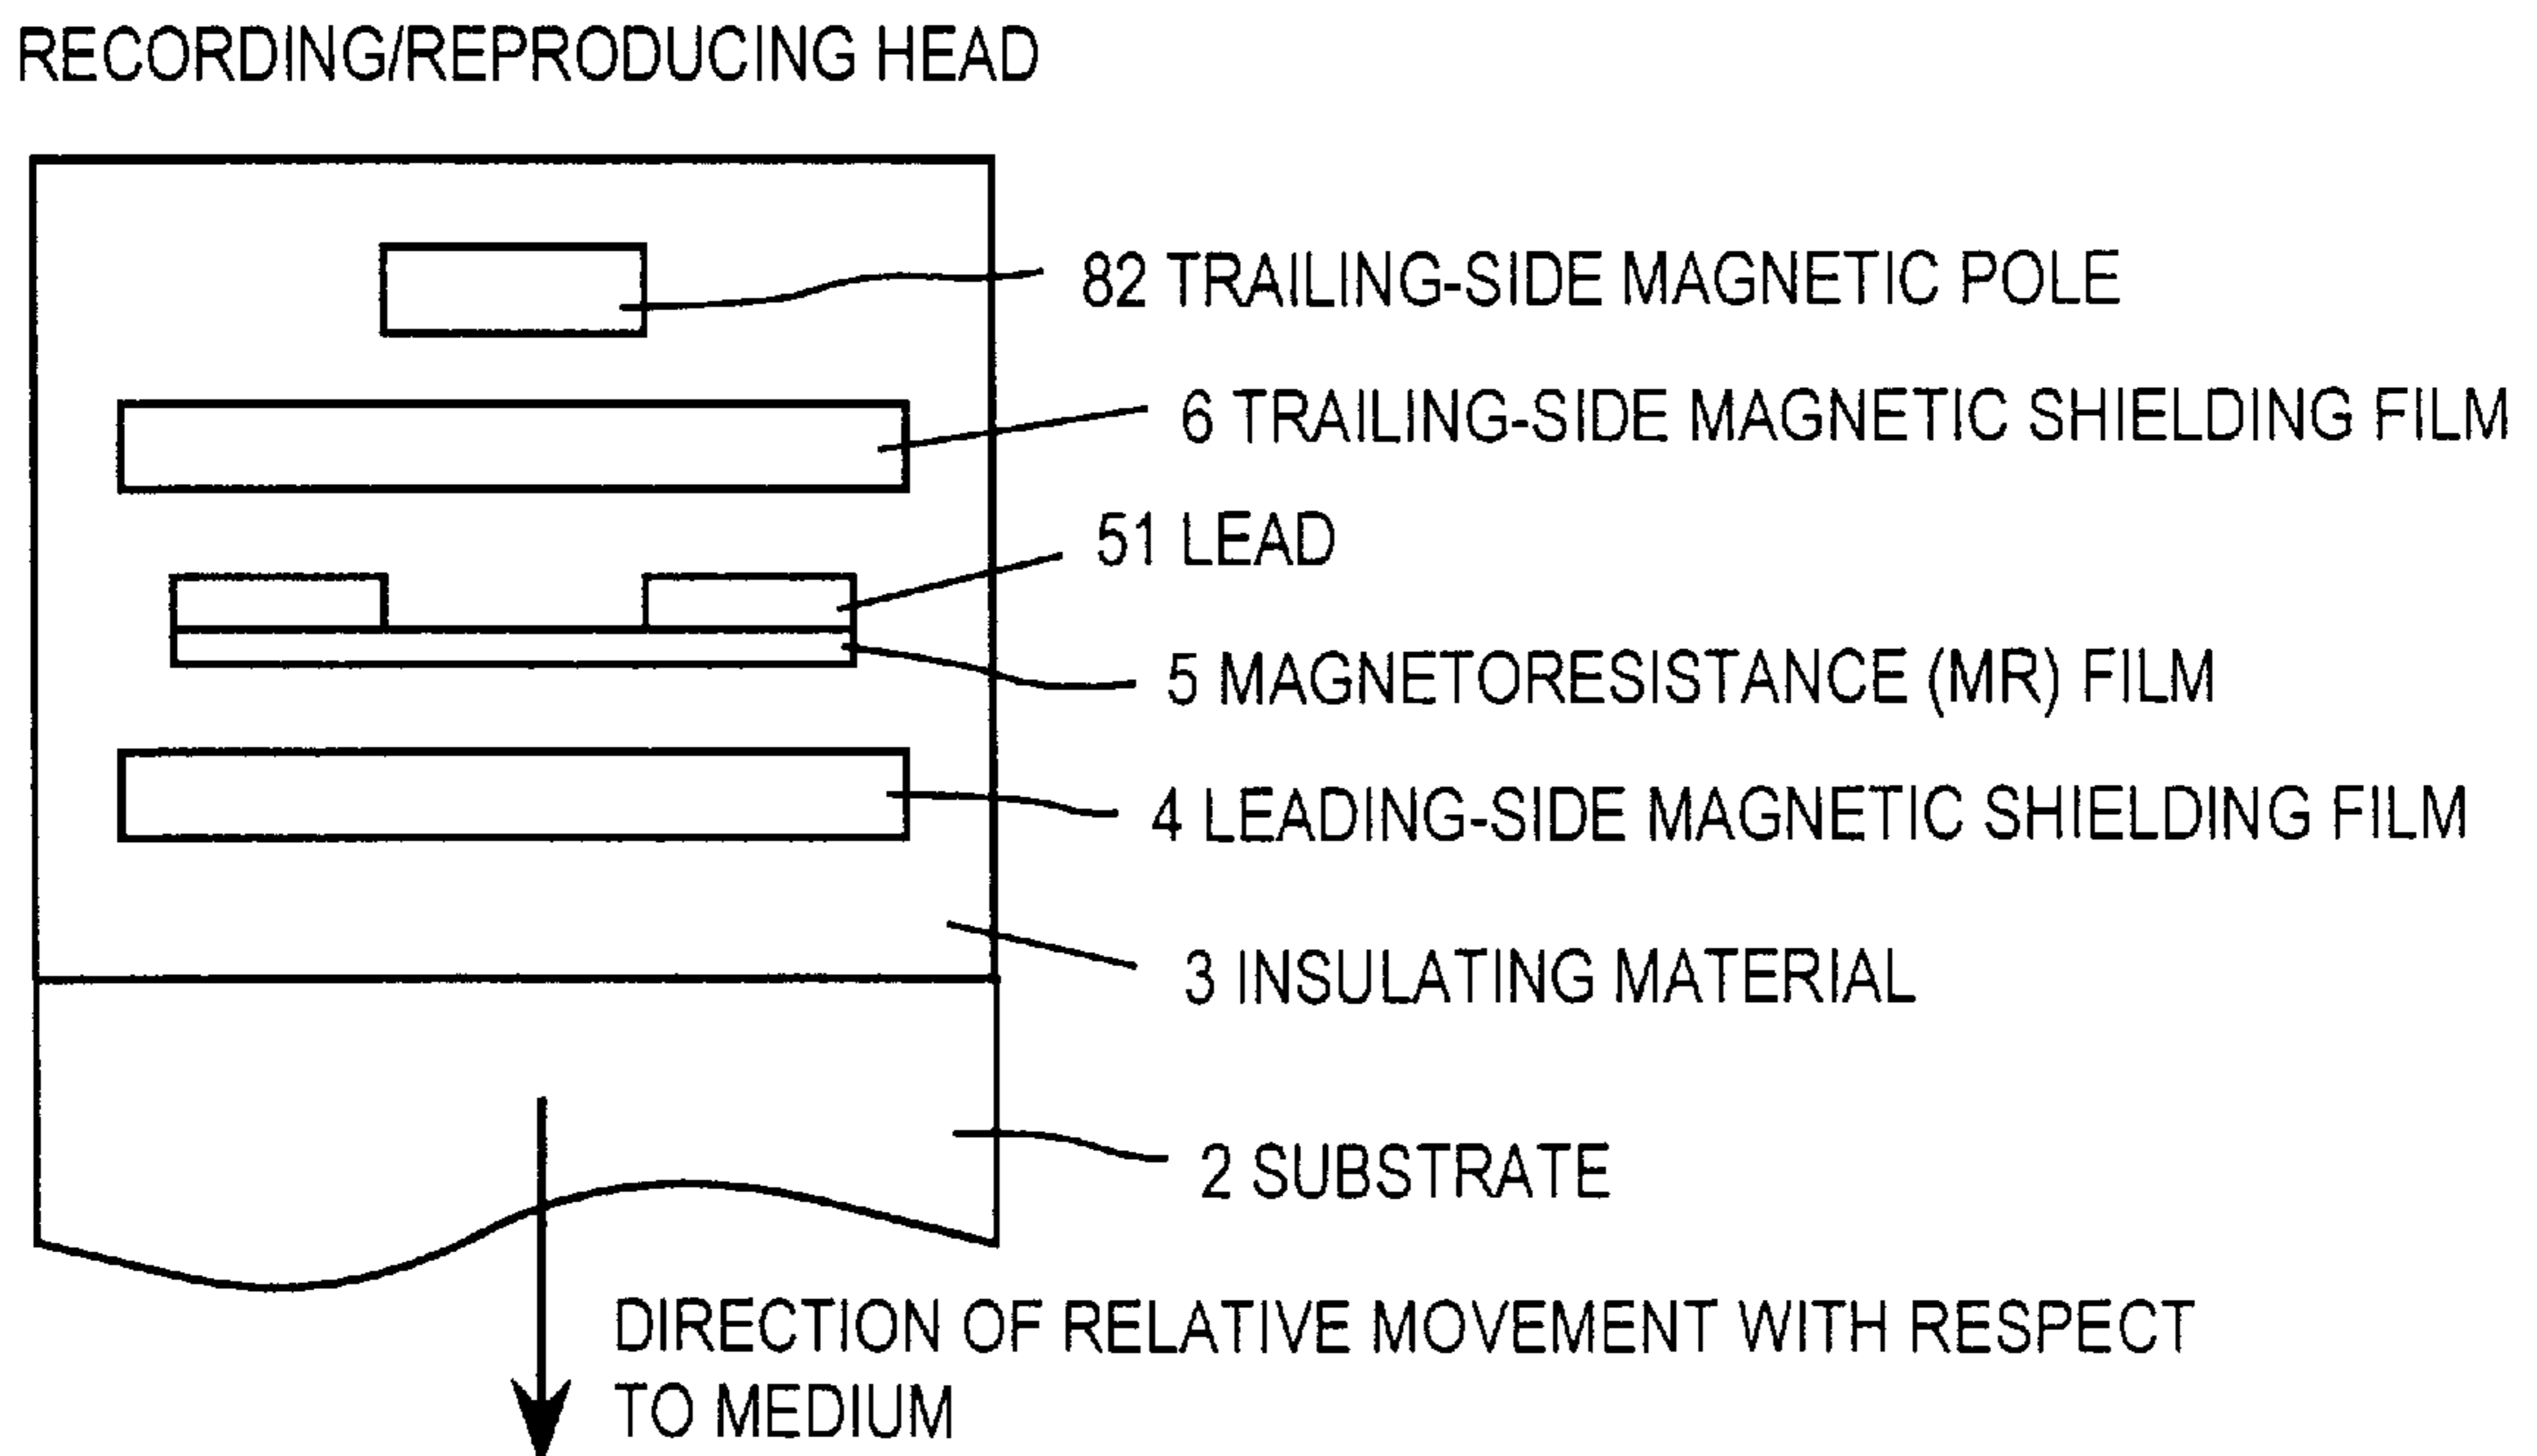 RECORDING/REPRODUCING HEAD
82 TRAILING-SIDE MAGNETIC POLE
6 TRAILING-SIDE MAGNETIC SHIELDING FILM
51 LEAD
5 MAGNETORESISTANCE (MR) FILM
4 LEADING-SIDE MAGNETIC SHIELDING FILM
3 INSULATING MATERIAL
2 SUBSTRATE
DIRECTION OF RELATIVE MOVEMENT WITH RESPECT
TO MEDIUM